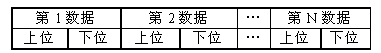 第 1 数据 第 2 数据 … 第 N 数据
上位 下位 上位 下位 … 上位 下位